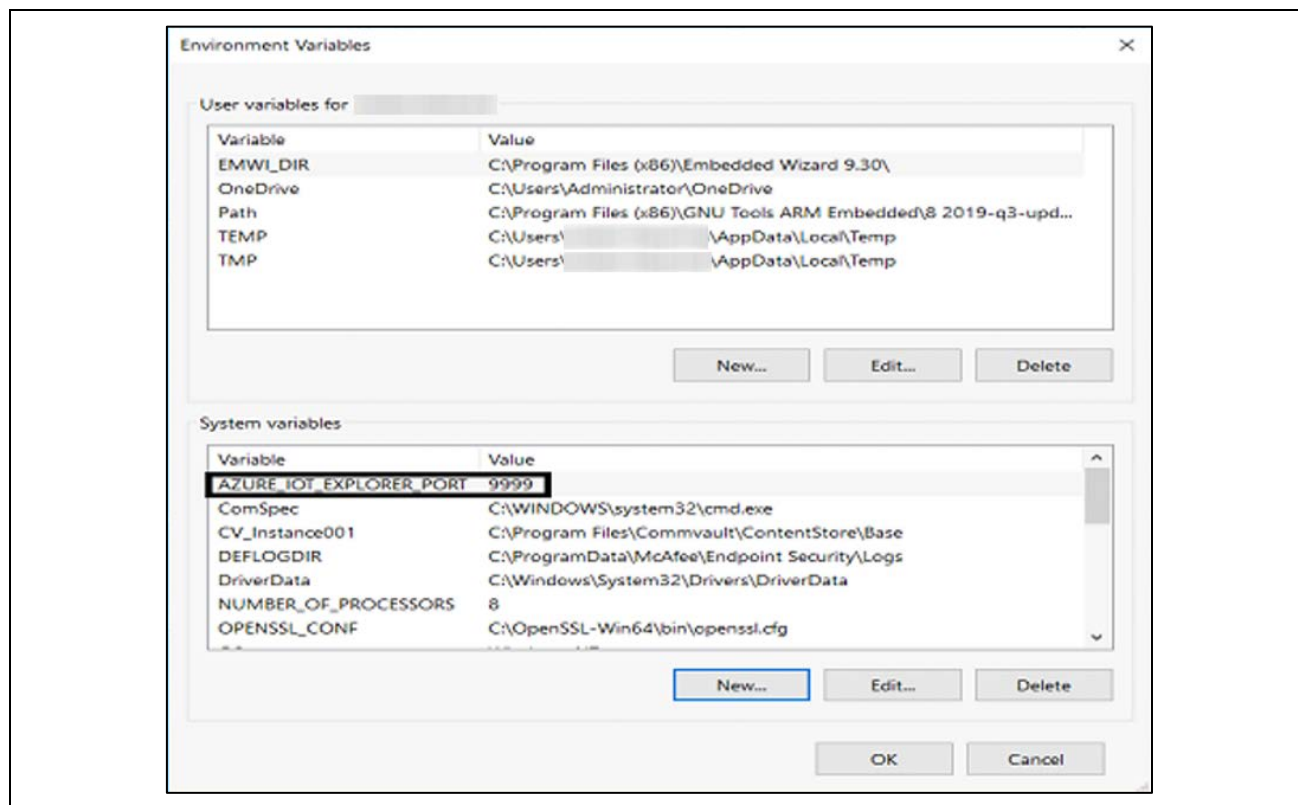 Environment Variables
User variables for
Variable Value
EMWI_DIR C:\Program Files (x86)\Embedded Wizard 9.30\
OneDrive C:\Users\Administrator\OneDrive
Path C:\Program Files (x86)\GNU Tools ARM Embedded\8 2019-q3-upd...
TEMP C:\Users\ \AppData\Local\Temp
TMP C:\Users\ \AppData\Local\Temp
New... Edit... Delete
System variables
Variable Value
AZURE_IOT_EXPLORER_PORT 9999
ComSpec C:\WINDOWS\system32\cmd.exe
CV_Instance001 C:\Program Files\Commvault\ContentStore\Base
DEFLOGDIR C:\ProgramData\McAfee\Endpoint Security\Logs
DriverData C:\Windows\System32\Drivers\DriverData
NUMBER_OF_PROCESSORS 8
OPENSSL_CONF C:\OpenSSL-Win64\bin\openssl.cfg
New... Edit... Delete
OK Cancel